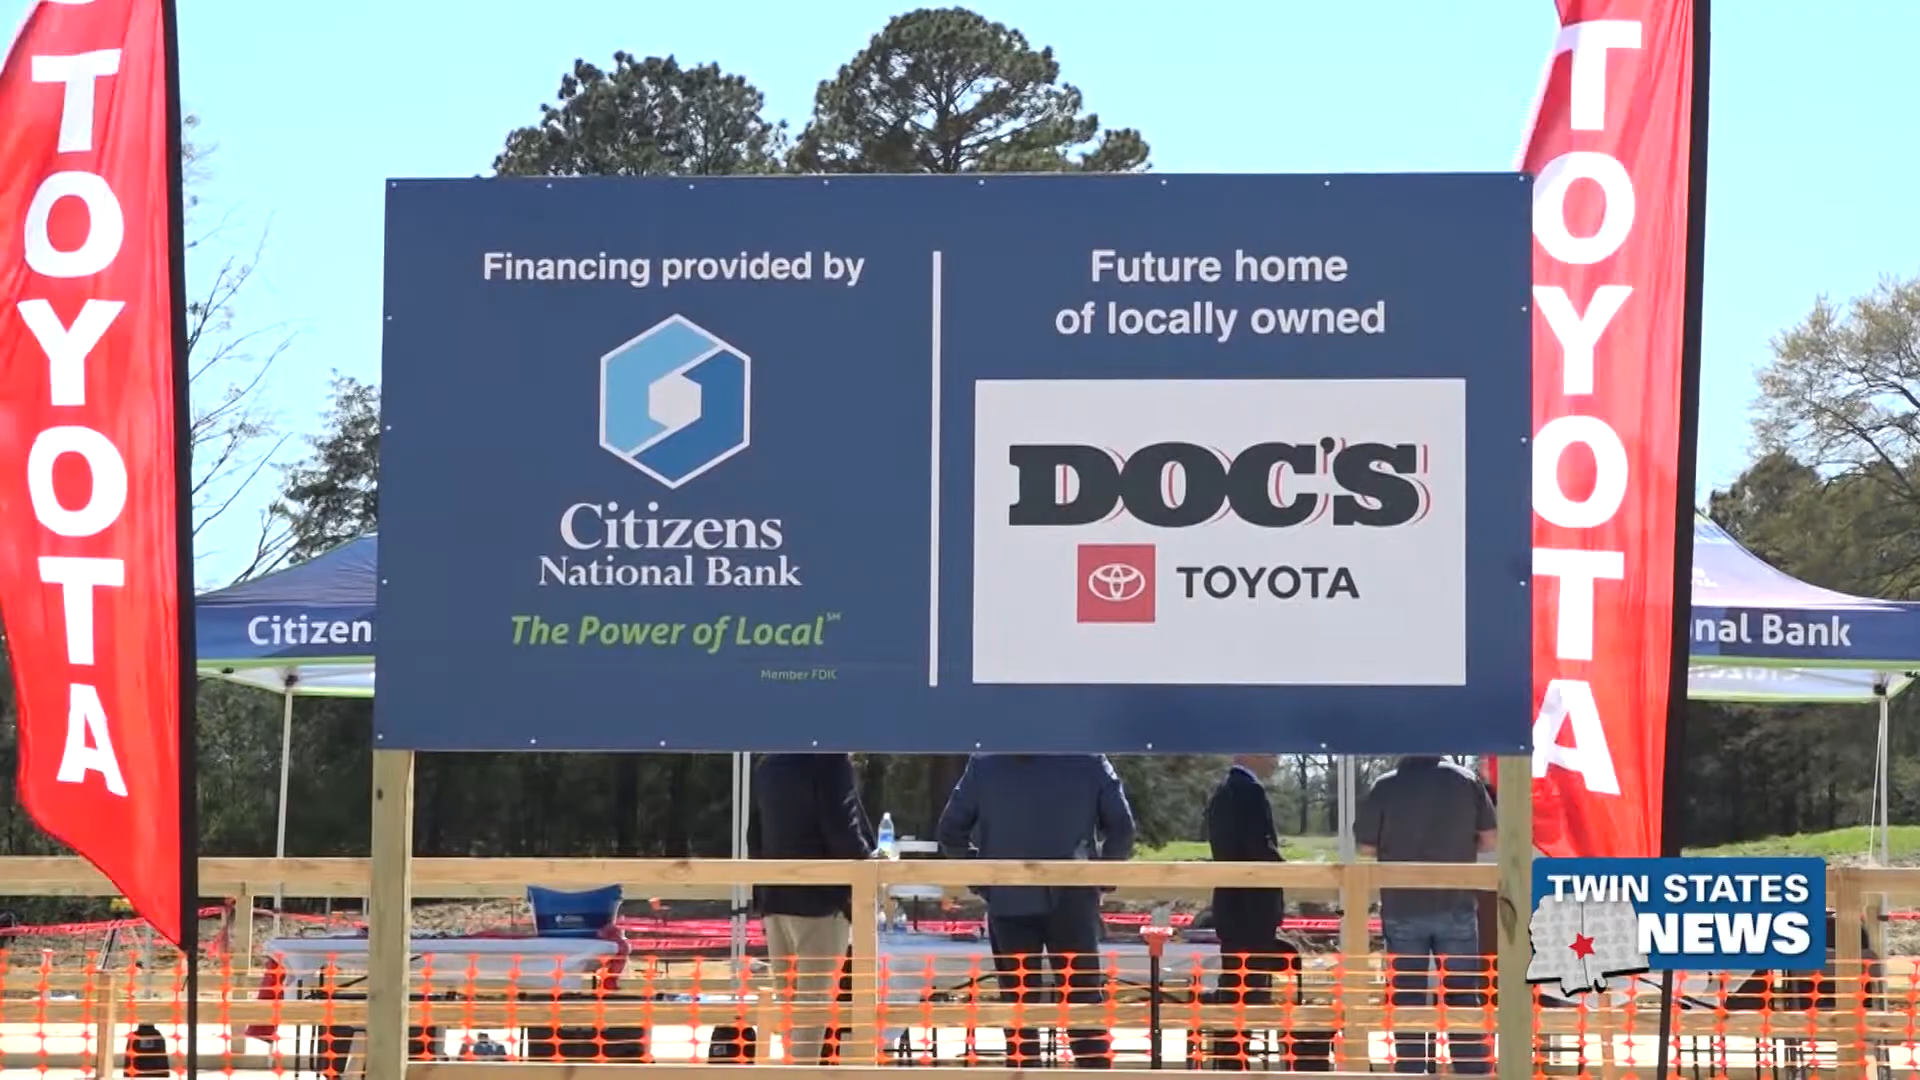 TOYOTA
Financing provided by
Citizens
National Bank
The Power of Local℠
Member FDIC
Future home
of locally owned
DOC'S
TOYOTA
TOYOTA
Citizen
nal Bank
TWIN STATES
NEWS